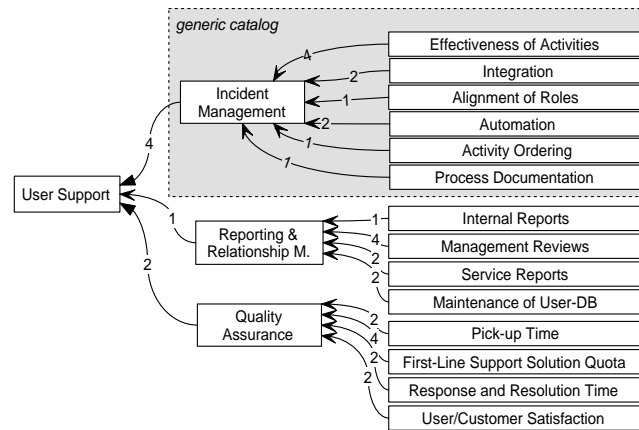 generic catalog
Effectiveness of Activities
4
Integration
2
Incident
Management
Alignment of Roles
1
Automation
2
Activity Ordering
1
Process Documentation
1
4
User Support
1
2
Internal Reports
1
Reporting &
Relationship M.
Management Reviews
4
Service Reports
2
Maintenance of User-DB
2
Quality
Assurance
Pick-up Time
2
First-Line Support Solution Quota
4
Response and Resolution Time
2
User/Customer Satisfaction
2